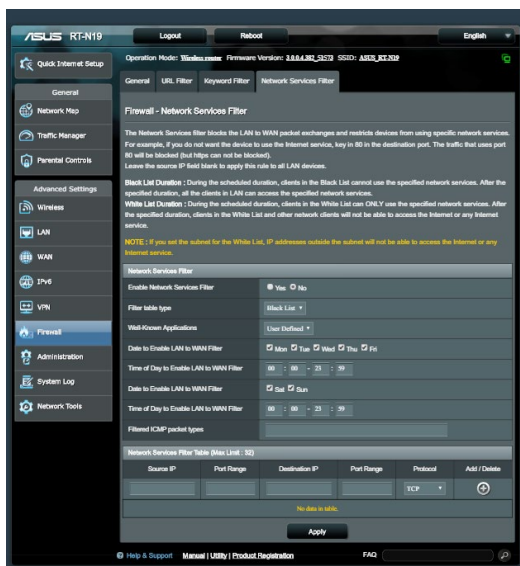 ASUS RT-N19
Logout
Reboot
English
Operation Mode: Wireless router Firmware Version: 3.0.0.4.382_51573 SSID: ASUS_RT-N19
Quick Internet Setup
General
Network Map
Traffic Manager
Parental Controls
Advanced Settings
Wireless
LAN
WAN
IPv6
VPN
Firewall
Administration
System Log
Network Tools
General URL Filter Keyword Filter Network Services Filter
Firewall - Network Services Filter
The Network Services filter blocks the LAN to WAN packet exchanges and restricts devices from using specific network services.
For example, if you do not want the device to use the Internet service, key in 80 in the destination port. The traffic that uses port
80 will be blocked (but https can not be blocked).
Leave the source IP field blank to apply this rule to all LAN devices.
Black List Duration : During the scheduled duration, clients in the Black List cannot use the specified network services. After the
specified duration, all the clients in LAN can access the specified network services.
White List Duration : During the scheduled duration, clients in the White List can ONLY use the specified network services. After
the specified duration, clients in the White List and other network clients will not be able to access the Internet or any Internet
service.
NOTE : If you set the subnet for the White List, IP addresses outside the subnet will not be able to access the Internet or any
Internet service.
Network Services Filter
Enable Network Services Filter Yes No
Filter table type Black List
Well-Known Applications User Defined
Date to Enable LAN to WAN Filter Mon Tue Wed Thu Fri
Time of Day to Enable LAN to WAN Filter 00 : 00 - 23 : 59
Date to Enable LAN to WAN Filter Sat Sun
Time of Day to Enable LAN to WAN Filter 00 : 00 - 23 : 59
Filtered ICMP packet types
Network Services Filter Table (Max Limit : 32)
Source IP Port Range Destination IP Port Range Protocol Add / Delete
TCP
No data in table.
Apply
Help & Support Manual | Utility | Product Registration FAQ